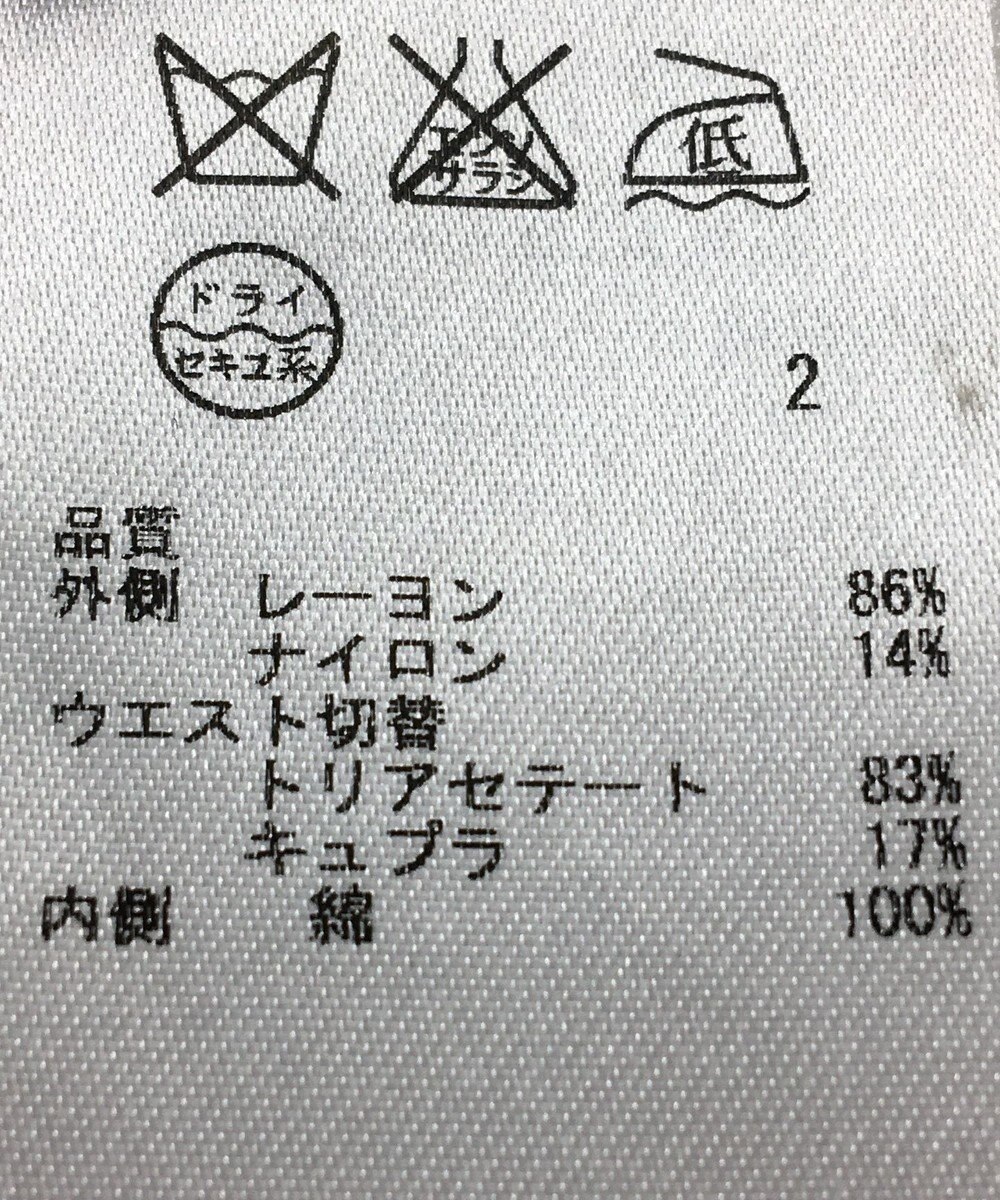 エンソ
サラシ
低
ドライ
セキユ系
2
品質
外側 レーヨン 86%
ナイロン 14%
ウエスト切替
トリアセテート 83%
キュプラ 17%
内側 綿 100%